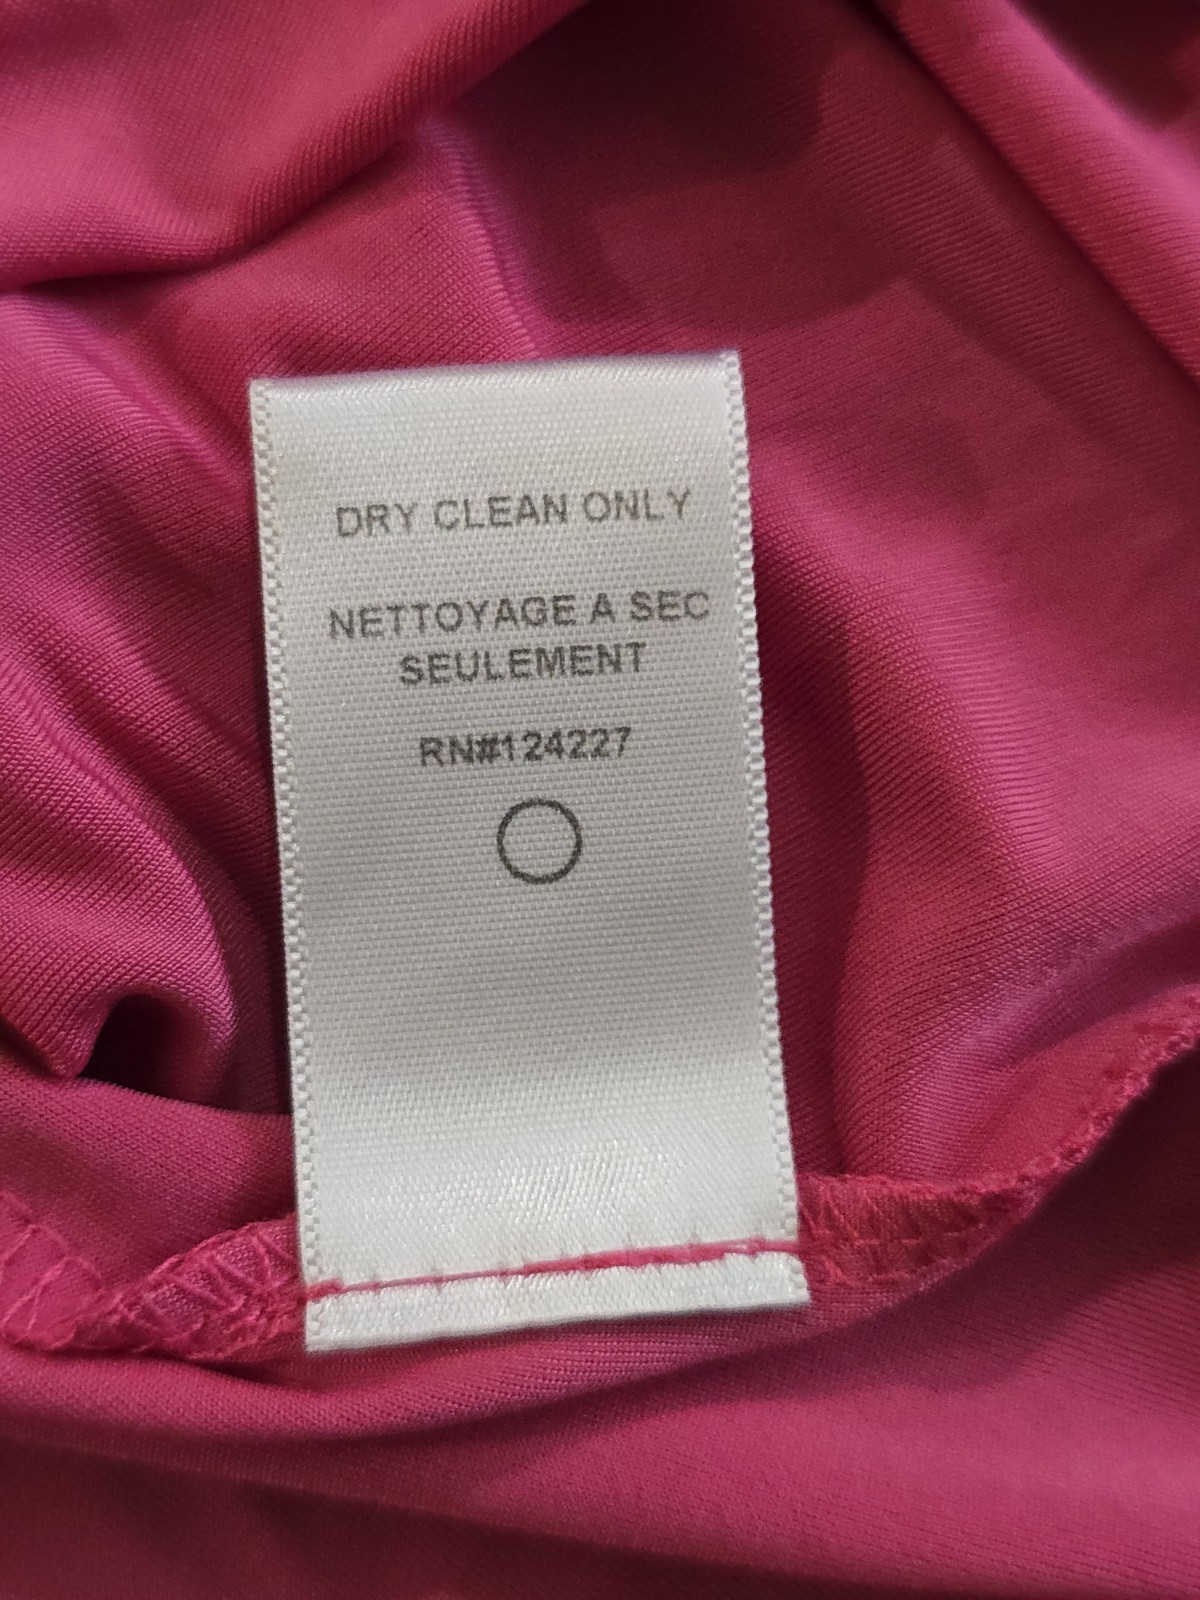 DRY CLEAN ONLY
NETTOYAGE A SEC
SEULEMENT
RN#124227